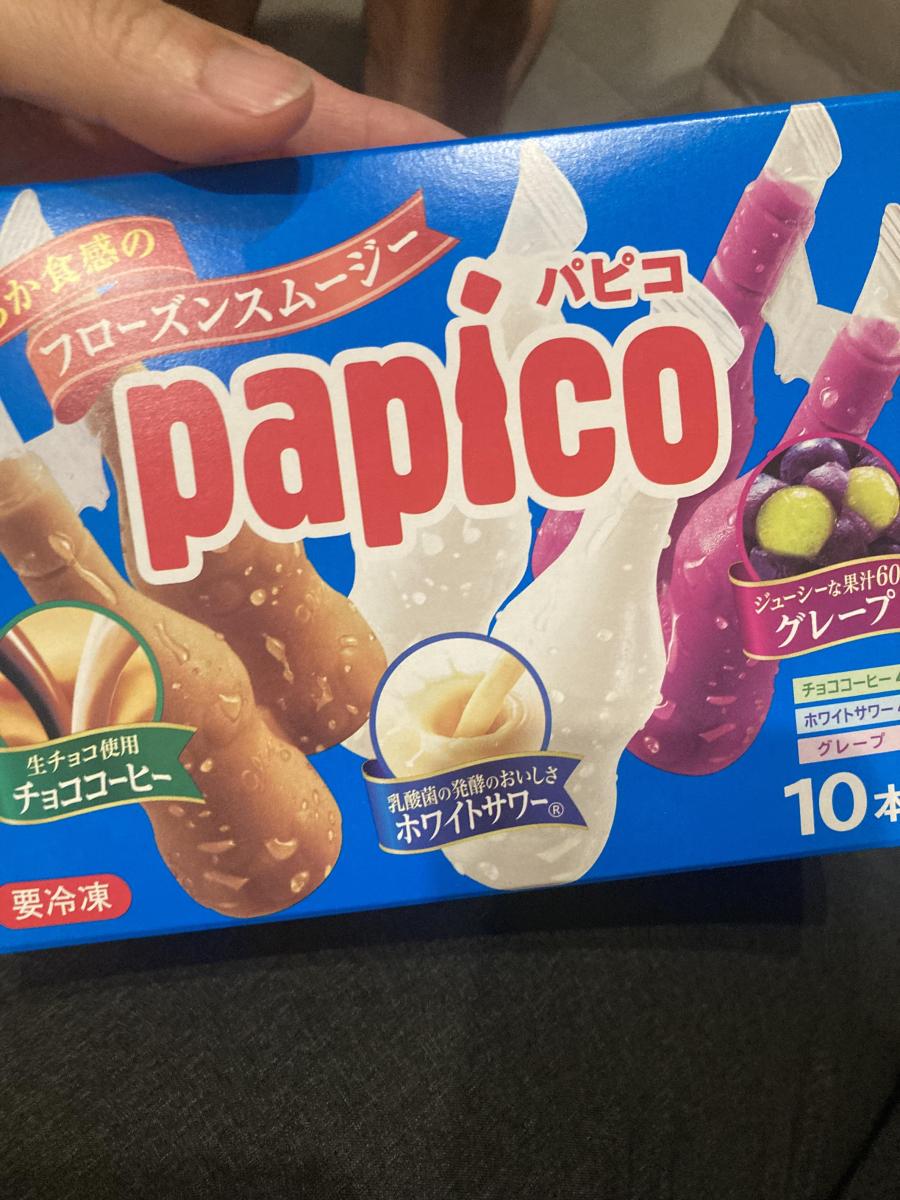 か食感の
フローズンスムージー
パピコ
papico
ジューシーな果汁60
グレープ
チョココーヒー
ホワイトサワー
グレープ
10本
生チョコ使用
チョココーヒー
乳酸菌の発酵のおいしさ
ホワイトサワー®
要冷凍